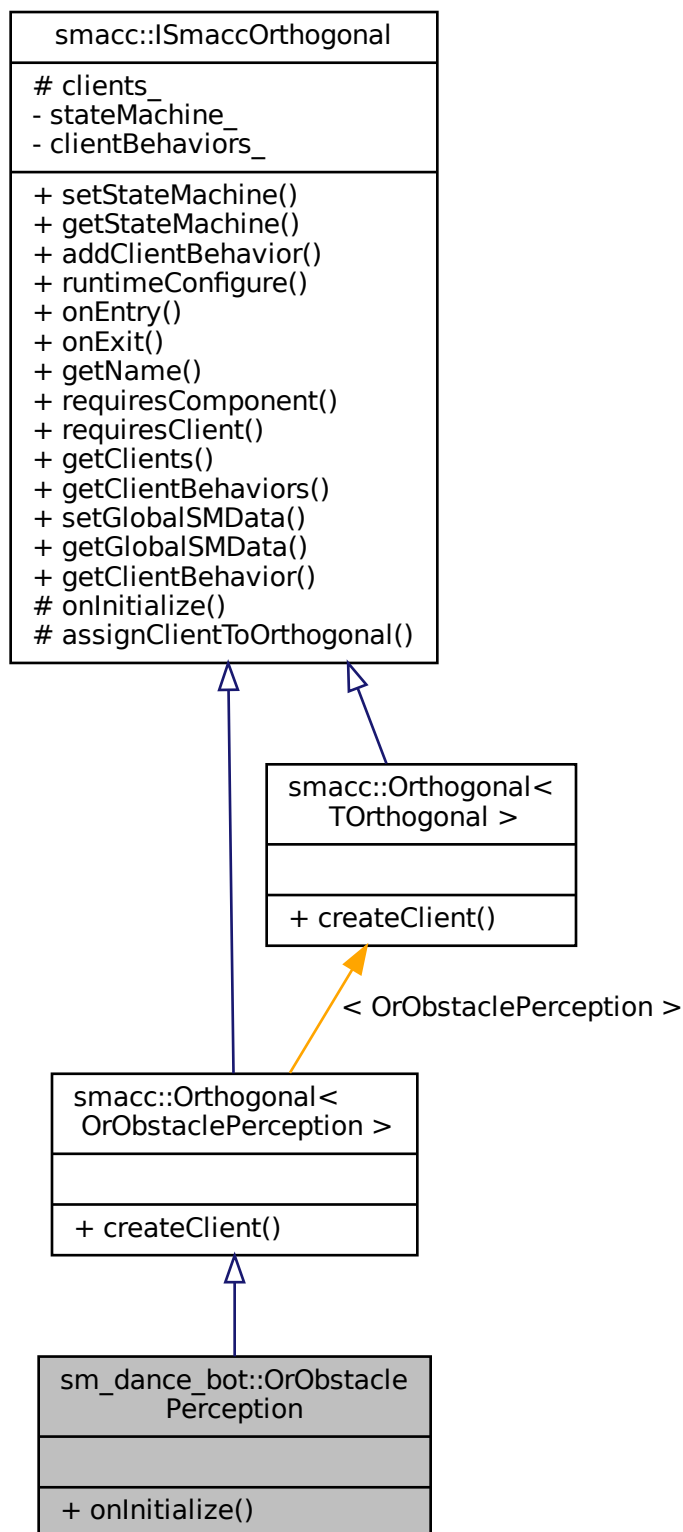 smacc::ISmaccOrthogonal
# clients_
- stateMachine_
- clientBehaviors_
+ setStateMachine()
+ getStateMachine()
+ addClientBehavior()
+ runtimeConfigure()
+ onEntry()
+ onExit()
+ getName()
+ requiresComponent()
+ requiresClient()
+ getClients()
+ getClientBehaviors()
+ setGlobalSMData()
+ getGlobalSMData()
+ getClientBehavior()
# onInitialize()
# assignClientToOrthogonal()
smacc::Orthogonal<
TOrthogonal >
+ createClient()
< OrObstaclePerception >
smacc::Orthogonal<
OrObstaclePerception >
+ createClient()
sm_dance_bot::OrObstacle
Perception
+ onInitialize()